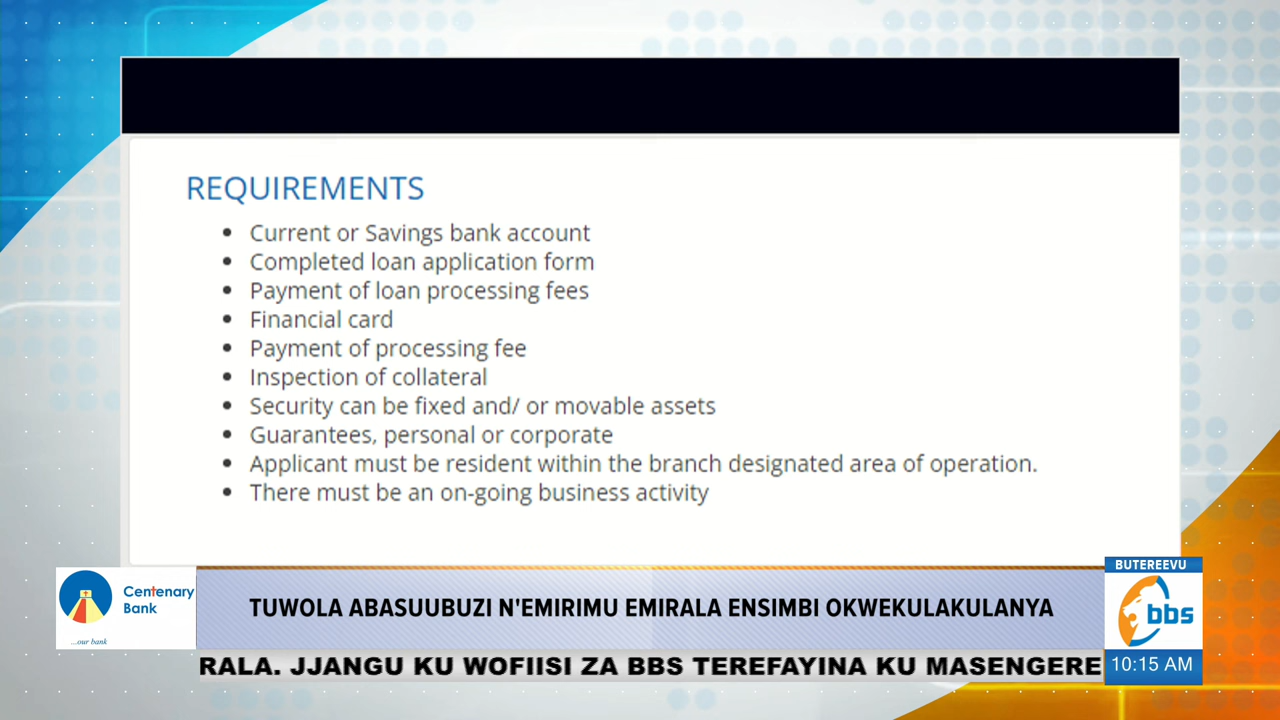 REQUIREMENTS
Current or Savings bank account
Completed loan application form
Payment of loan processing fees
Financial card
Payment of processing fee
Inspection of collateral
Security can be fixed and/ or movable assets
Guarantees, personal or corporate
Applicant must be resident within the branch designated area of operation.
There must be an on-going business activity
Centenary
Bank
...our bank
TUWOLA ABASUUBUZI N'EMIRIMU EMIRALA ENSIMBI OKWEKULAKULANYA
BUTEREEVU
bbs
10:15 AM
RALA. JJANGU KU WOFIISI ZA BBS TEREFAYINA KU MASENGERE